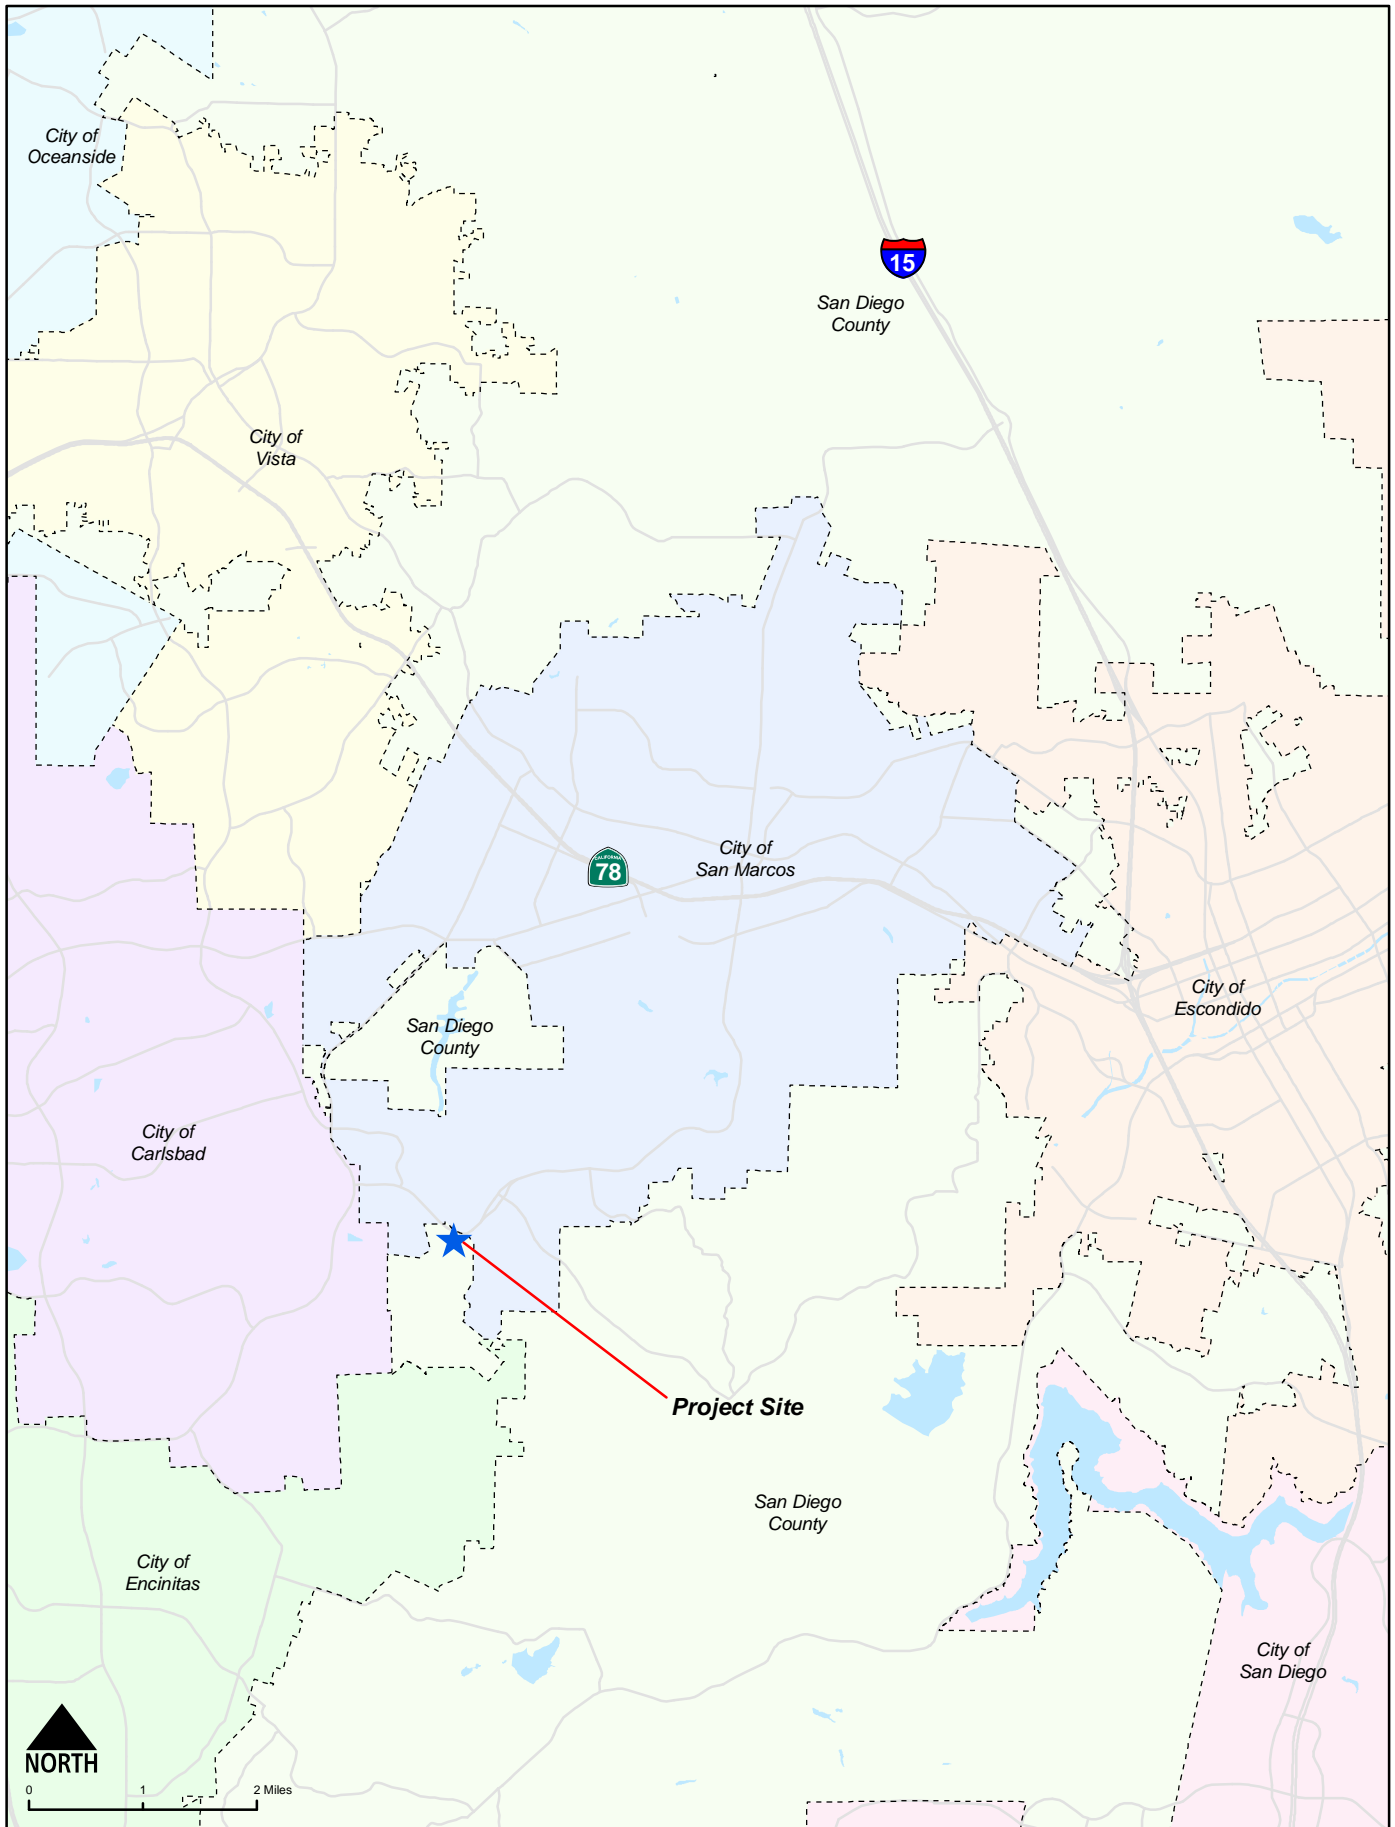 City of
Oceanside
15
San Diego
County
City of
Vista
City of
San Marcos
CALIFORNIA
78
City of
Escondido
San Diego
County
City of
Carlsbad
Project Site
San Diego
County
City of
Encinitas
City of
San Diego
NORTH
0 1 2 Miles